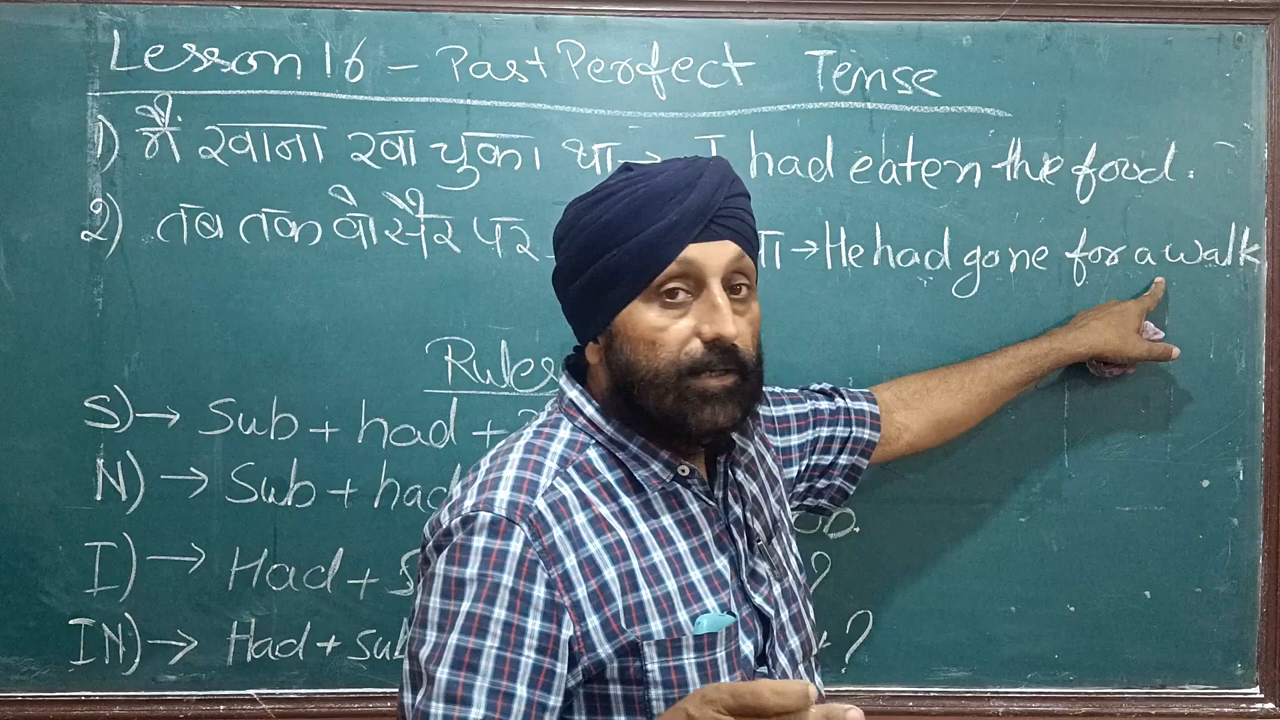 Lesson 16 - Past Perfect Tense
1) मैं खाना खा चुका था → I had eaten the food.
2) तब तक वो सैर पर → He had gone for a walk
Rules
S) → Sub + had +
N) → Sub + had
I) → Had +
IN) → Had + sub ?